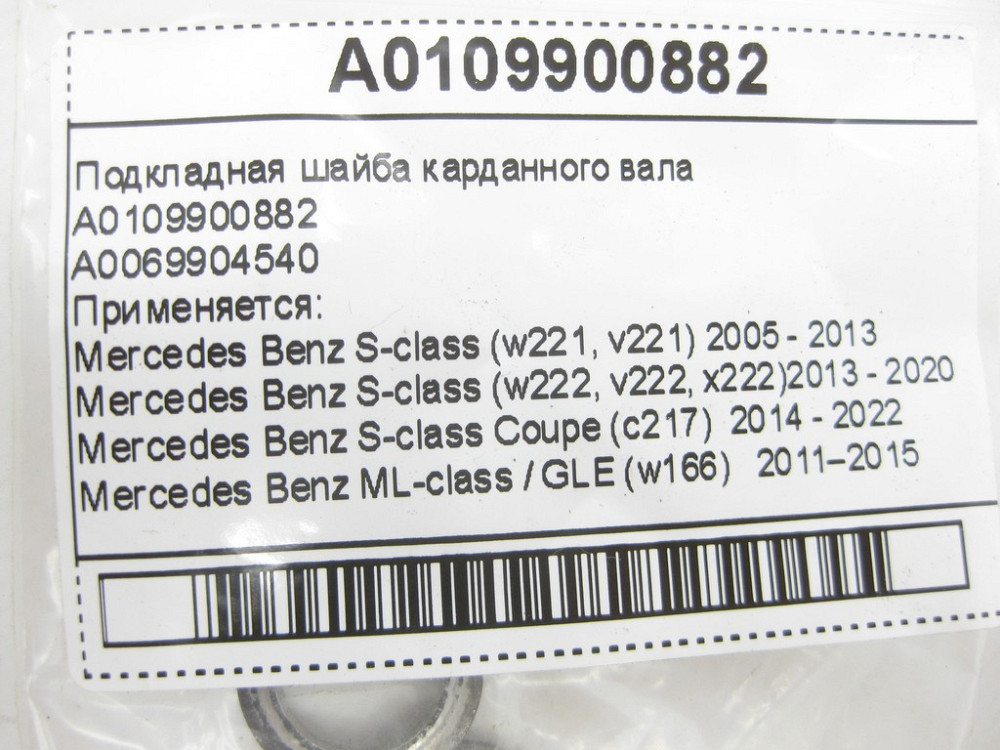 A0109900882
Подкладная шайба карданного вала
A0109900882
A0069904540
Применяется:
Mercedes Benz S-class (w221, v221) 2005 - 2013
Mercedes Benz S-class (w222, v222, x222)2013 - 2020
Mercedes Benz S-class Coupe (c217) 2014 - 2022
Mercedes Benz ML-class / GLE (w166) 2011–2015